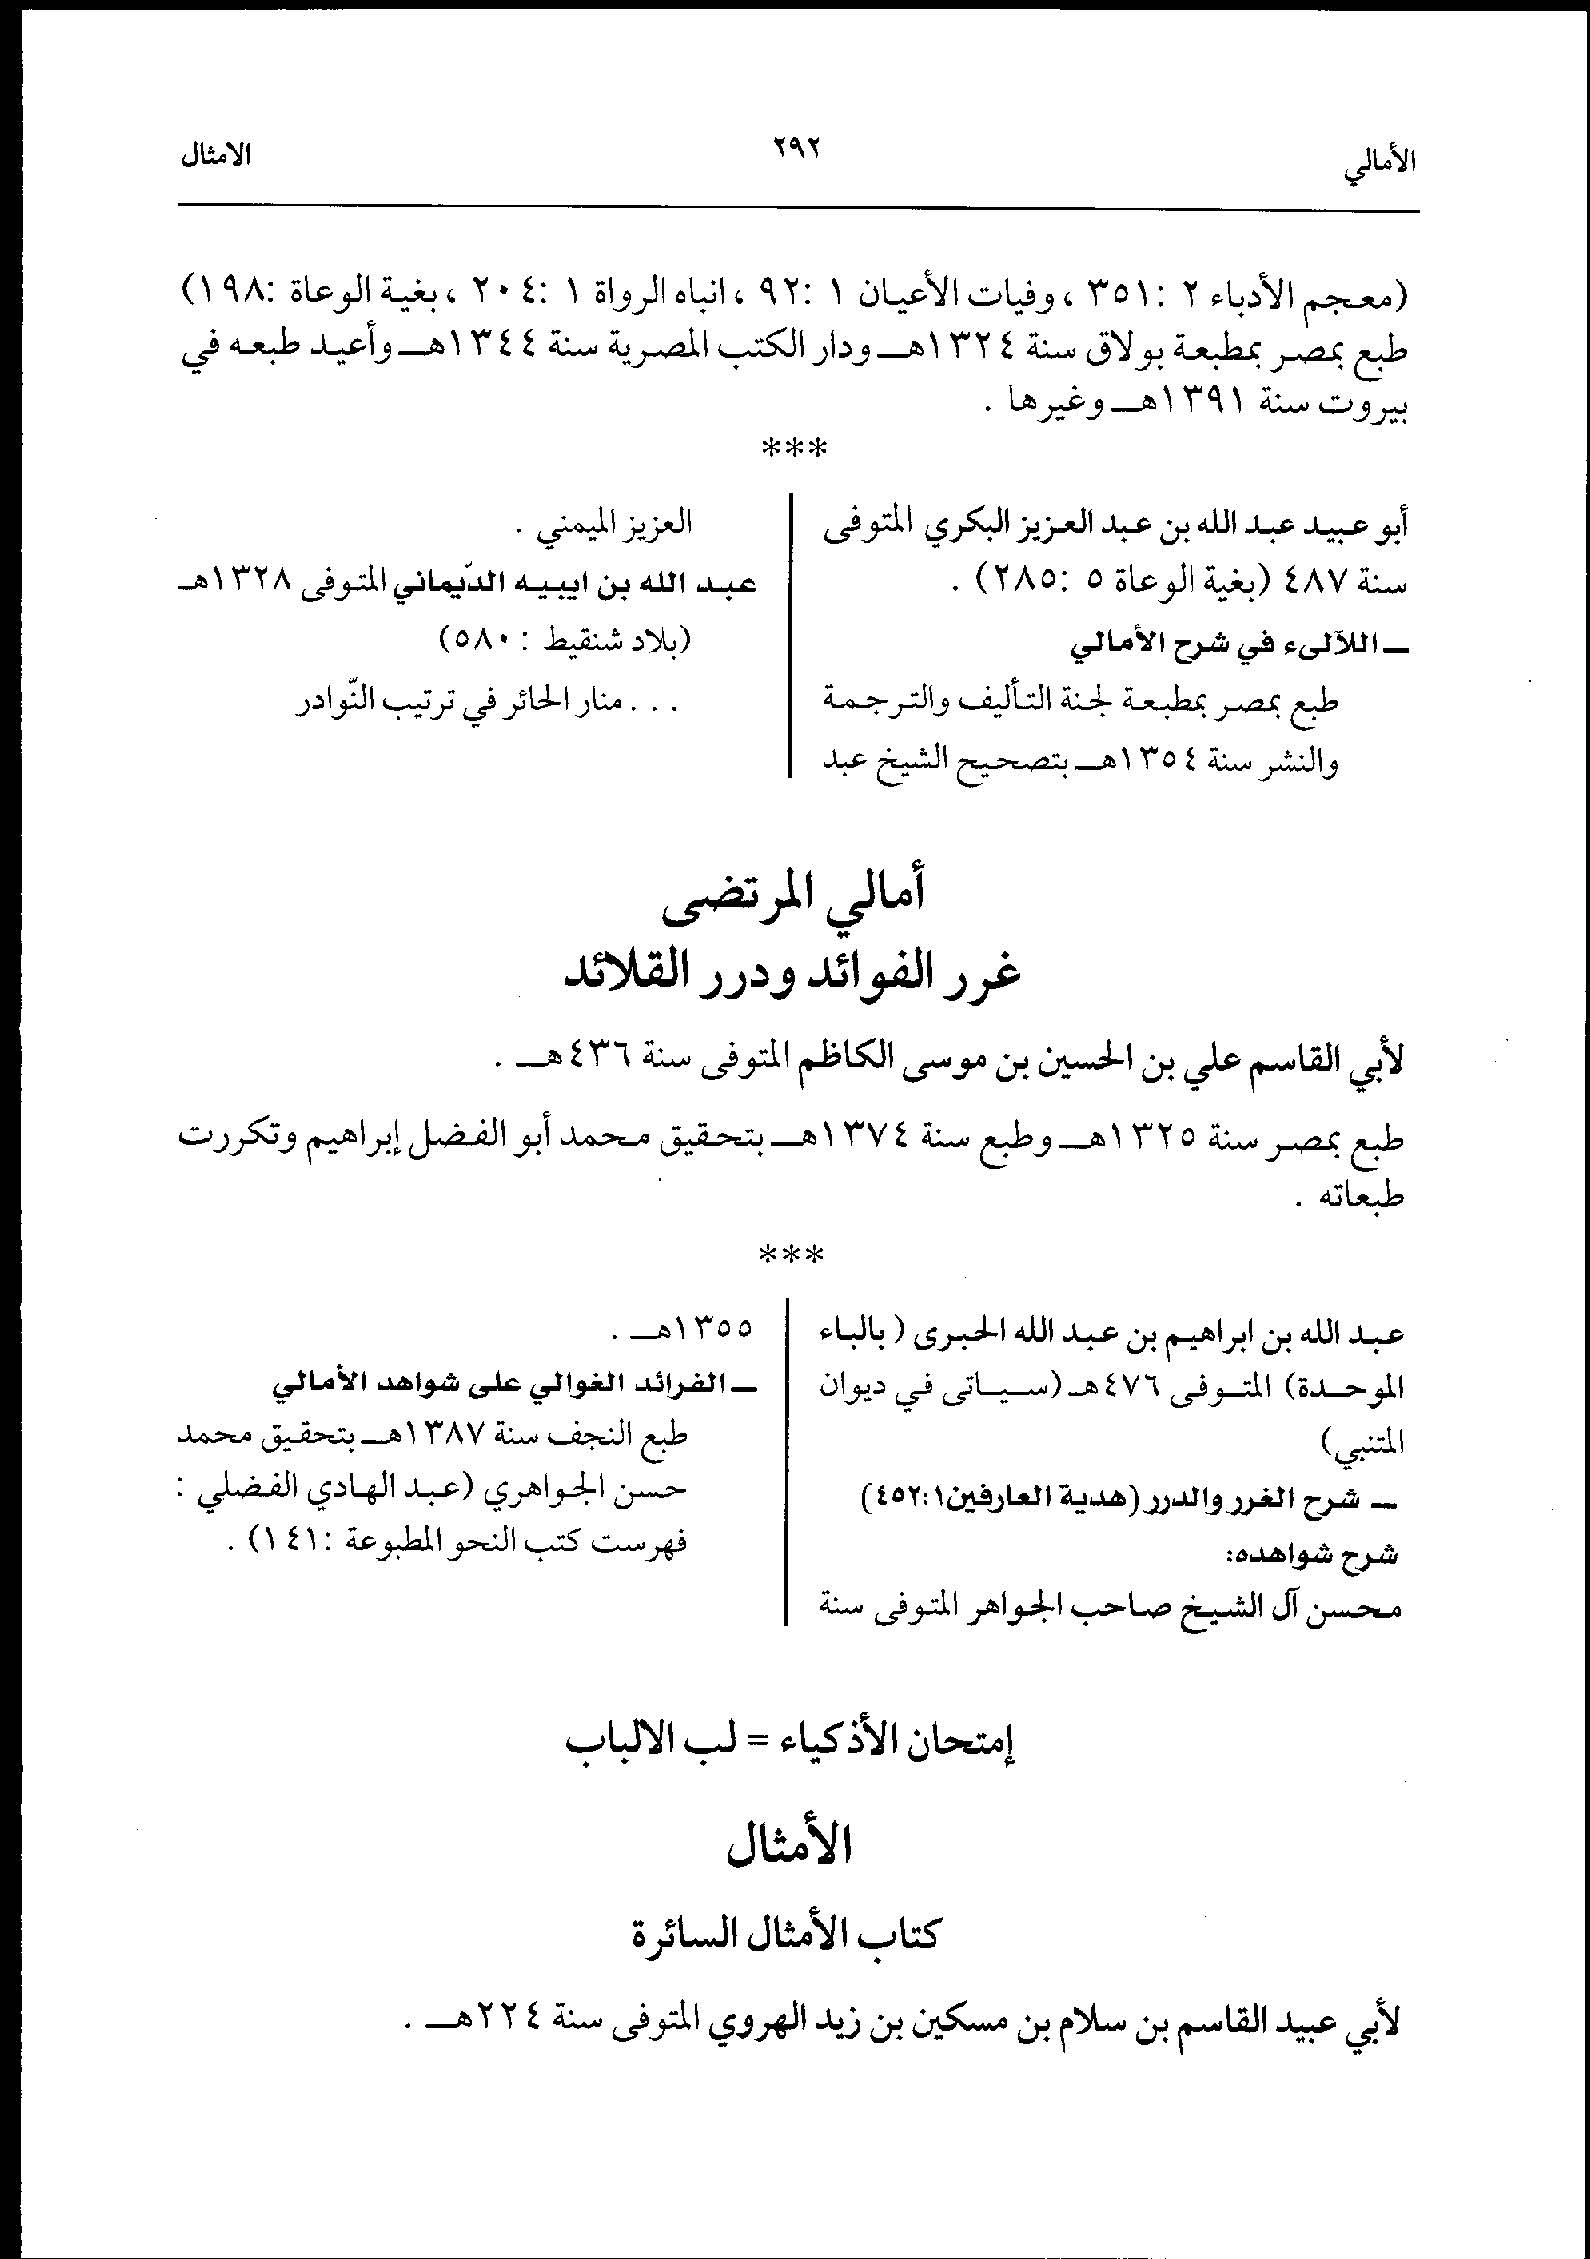 الأمالي
٢٩٢
الامثال
(معجم الأدباء ٢ :٣٥١ ، وفيات الأعيان ١ :٩٢ ، انباه الرواة ١ :٢٠٤ ، بغية الوعاة :١٩٨)
طبع بمصر بمطبعة بولاق سنة ١٣٢٤هـ ودار الكتب المصرية سنة ١٣٤٤هـ وأعيد طبعه في
بيروت سنة ١٣٩١هـ وغيرها .
***
أبو عبيد عبد الله بن عبد العزيز البكري المتوفى
سنة ٤٨٧ (بغية الوعاة ٥ :٢٨٥) .
ـ اللآلىء في شرح الأمالي
طبع بمصر بمطبعة لجنة التأليف والترجمة
والنشر سنة ١٣٥٤هـ بتصحيح الشيخ عبد
العزيز الميمني .
عبد الله بن ابييه الدّيماني المتوفى ١٣٢٨هـ
(بلاد شنقيط : ٥٨٠)
. . . منار الحائر في ترتيب النّوادر
أمالي المرتضى
غرر الفوائد ودرر القلائد
لأبي القاسم علي بن الحسين بن موسى الكاظم المتوفى سنة ٤٣٦هـ .
طبع بمصر سنة ١٣٢٥هـ وطبع سنة ١٣٧٤هـ بتحقيق محمد أبو الفضل إبراهيم وتكررت
طبعاته .
***
عبد الله بن ابراهيم بن عبد الله الحبرى ( بالباء
الموحدة) المتوفى ٤٧٦هـ (سياتى في ديوان
المتنبي)
ـ شرح الغرر والدرر (هدية العارفين١ :٤٥٢)
شرح شواهده:
محسن آل الشيخ صاحب الجواهر المتوفى سنة
١٣٥٥هـ .
ـ الفرائد الغوالي على شواهد الأمالي
طبع النجف سنة ١٣٨٧هـ بتحقيق محمد
حسن الجواهري (عبد الهادي الفضلي :
فهرست كتب النحو المطبوعة :١٤١) .
إمتحان الأذكياء = لب الالباب
الأمثال
كتاب الأمثال السائرة
لأبي عبيد القاسم بن سلام بن مسكين بن زيد الهروي المتوفى سنة ٢٢٤هـ .